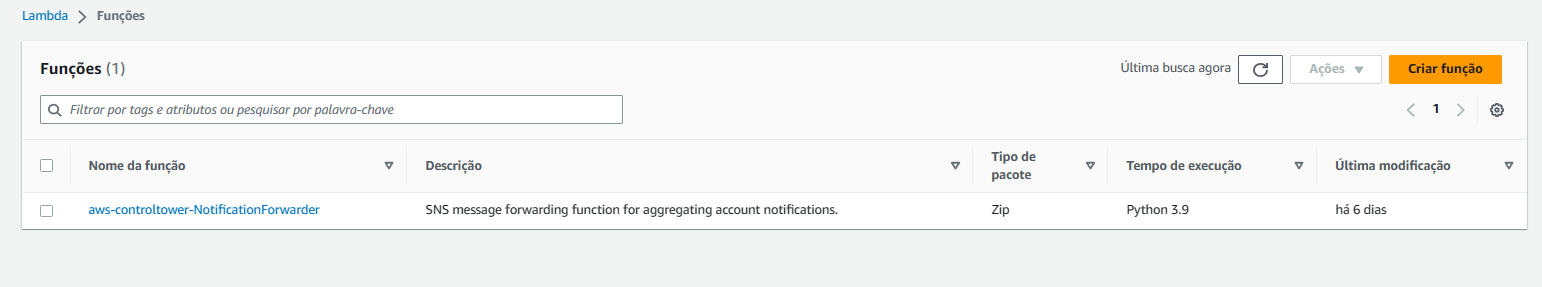 Lambda > Funções
Funções (1)
Última busca agora
Ações
Criar função
Filtrar por tags e atributos ou pesquisar por palavra-chave
1
Nome da função Descrição Tipo de pacote Tempo de execução Última modificação
aws-controltower-NotificationForwarder SNS message forwarding function for aggregating account notifications. Zip Python 3.9 há 6 dias